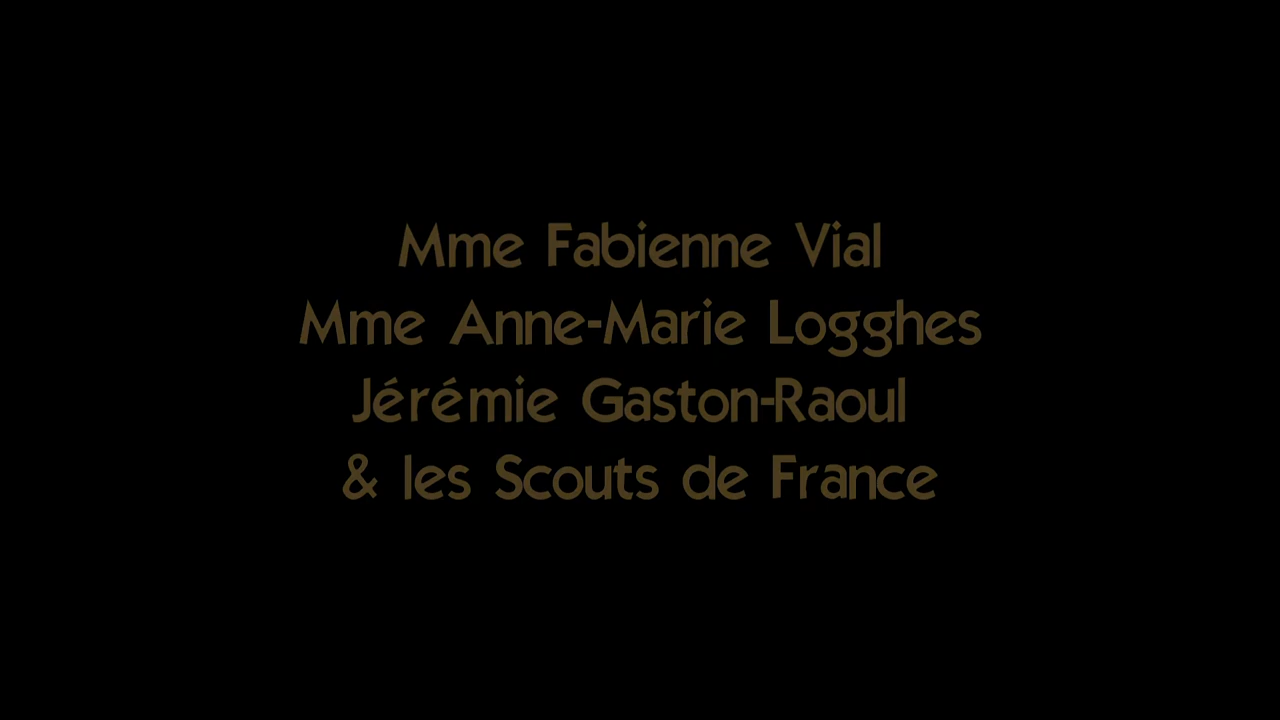 Mme Fabienne Vial
Mme Anne-Marie Logghes
Jérémie Gaston-Raoul
& les Scouts de France